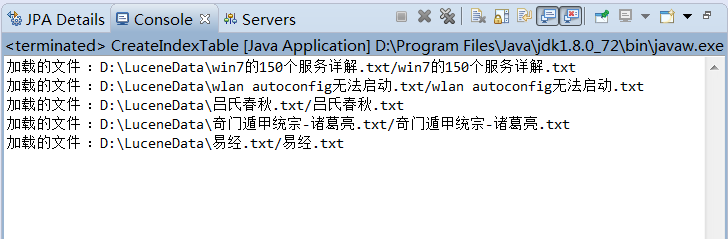 JPA Details Console Servers
<terminated> CreateIndexTable [Java Application] D:\Program Files\Java\jdk1.8.0_72\bin\javaw.exe
加载的文件：D:\LuceneData\win7的150个服务详解.txt/win7的150个服务详解.txt
加载的文件：D:\LuceneData\wlan autoconfig无法启动.txt/wlan autoconfig无法启动.txt
加载的文件：D:\LuceneData\吕氏春秋.txt/吕氏春秋.txt
加载的文件：D:\LuceneData\奇门遁甲统宗-诸葛亮.txt/奇门遁甲统宗-诸葛亮.txt
加载的文件：D:\LuceneData\易经.txt/易经.txt